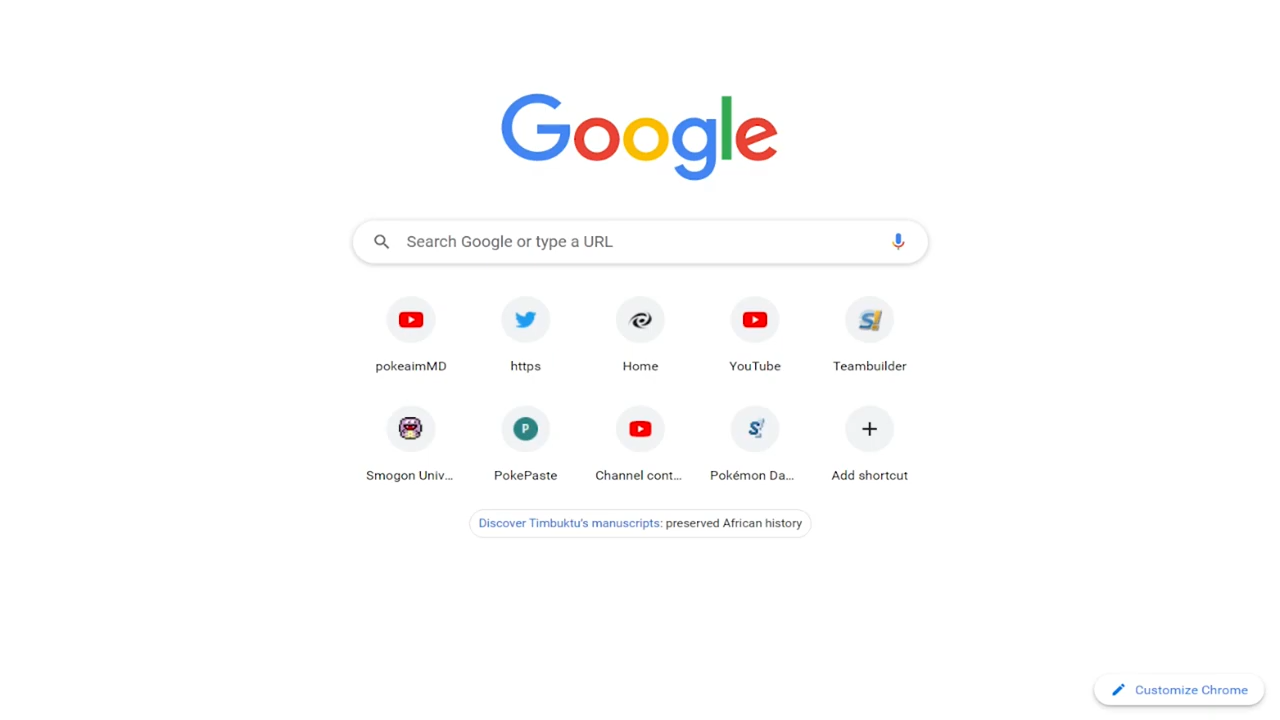 Google
Search Google or type a URL
pokeaimMD
https
Home
YouTube
Teambuilder
Smogon Univ...
P
PokePaste
Channel cont...
Pokémon Da...
Add shortcut
Discover Timbuktu's manuscripts: preserved African history
Customize Chrome